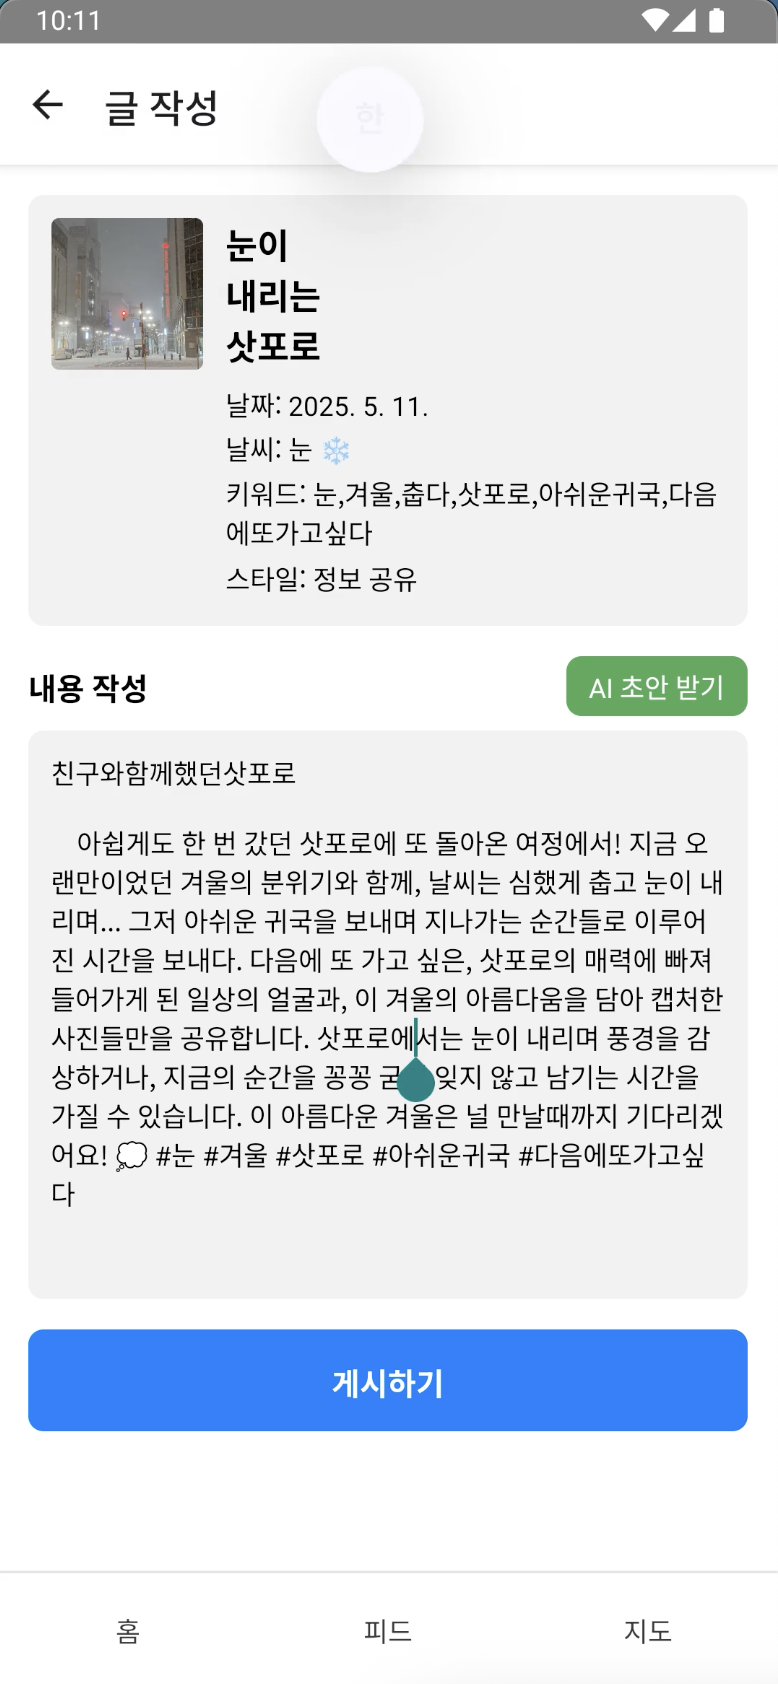 10:11
글 작성
한
눈이
내리는
삿포로
날짜: 2025. 5. 11.
날씨: 눈 ❄️
키워드: 눈,겨울,춥다,삿포로,아쉬운귀국,다음
에또가고싶다
스타일: 정보 공유
내용 작성
AI 초안 받기
친구와함께했던삿포로
아쉽게도 한 번 갔던 삿포로에 또 돌아온 여정에서! 지금 오
랜만이었던 겨울의 분위기와 함께, 날씨는 심했게 춥고 눈이 내
리며... 그저 아쉬운 귀국을 보내며 지나가는 순간들로 이루어
진 시간을 보내다. 다음에 또 가고 싶은, 삿포로의 매력에 빠져
들어가게 된 일상의 얼굴과, 이 겨울의 아름다움을 담아 캡처한
사진들만을 공유합니다. 삿포로에서는 눈이 내리며 풍경을 감
상하거나, 지금의 순간을 꽁꽁 잊지 않고 남기는 시간을
가질 수 있습니다. 이 아름다운 겨울은 널 만날때까지 기다리겠
어요! 💭 #눈 #겨울 #삿포로 #아쉬운귀국 #다음에또가고싶
다
게시하기
홈
피드
지도